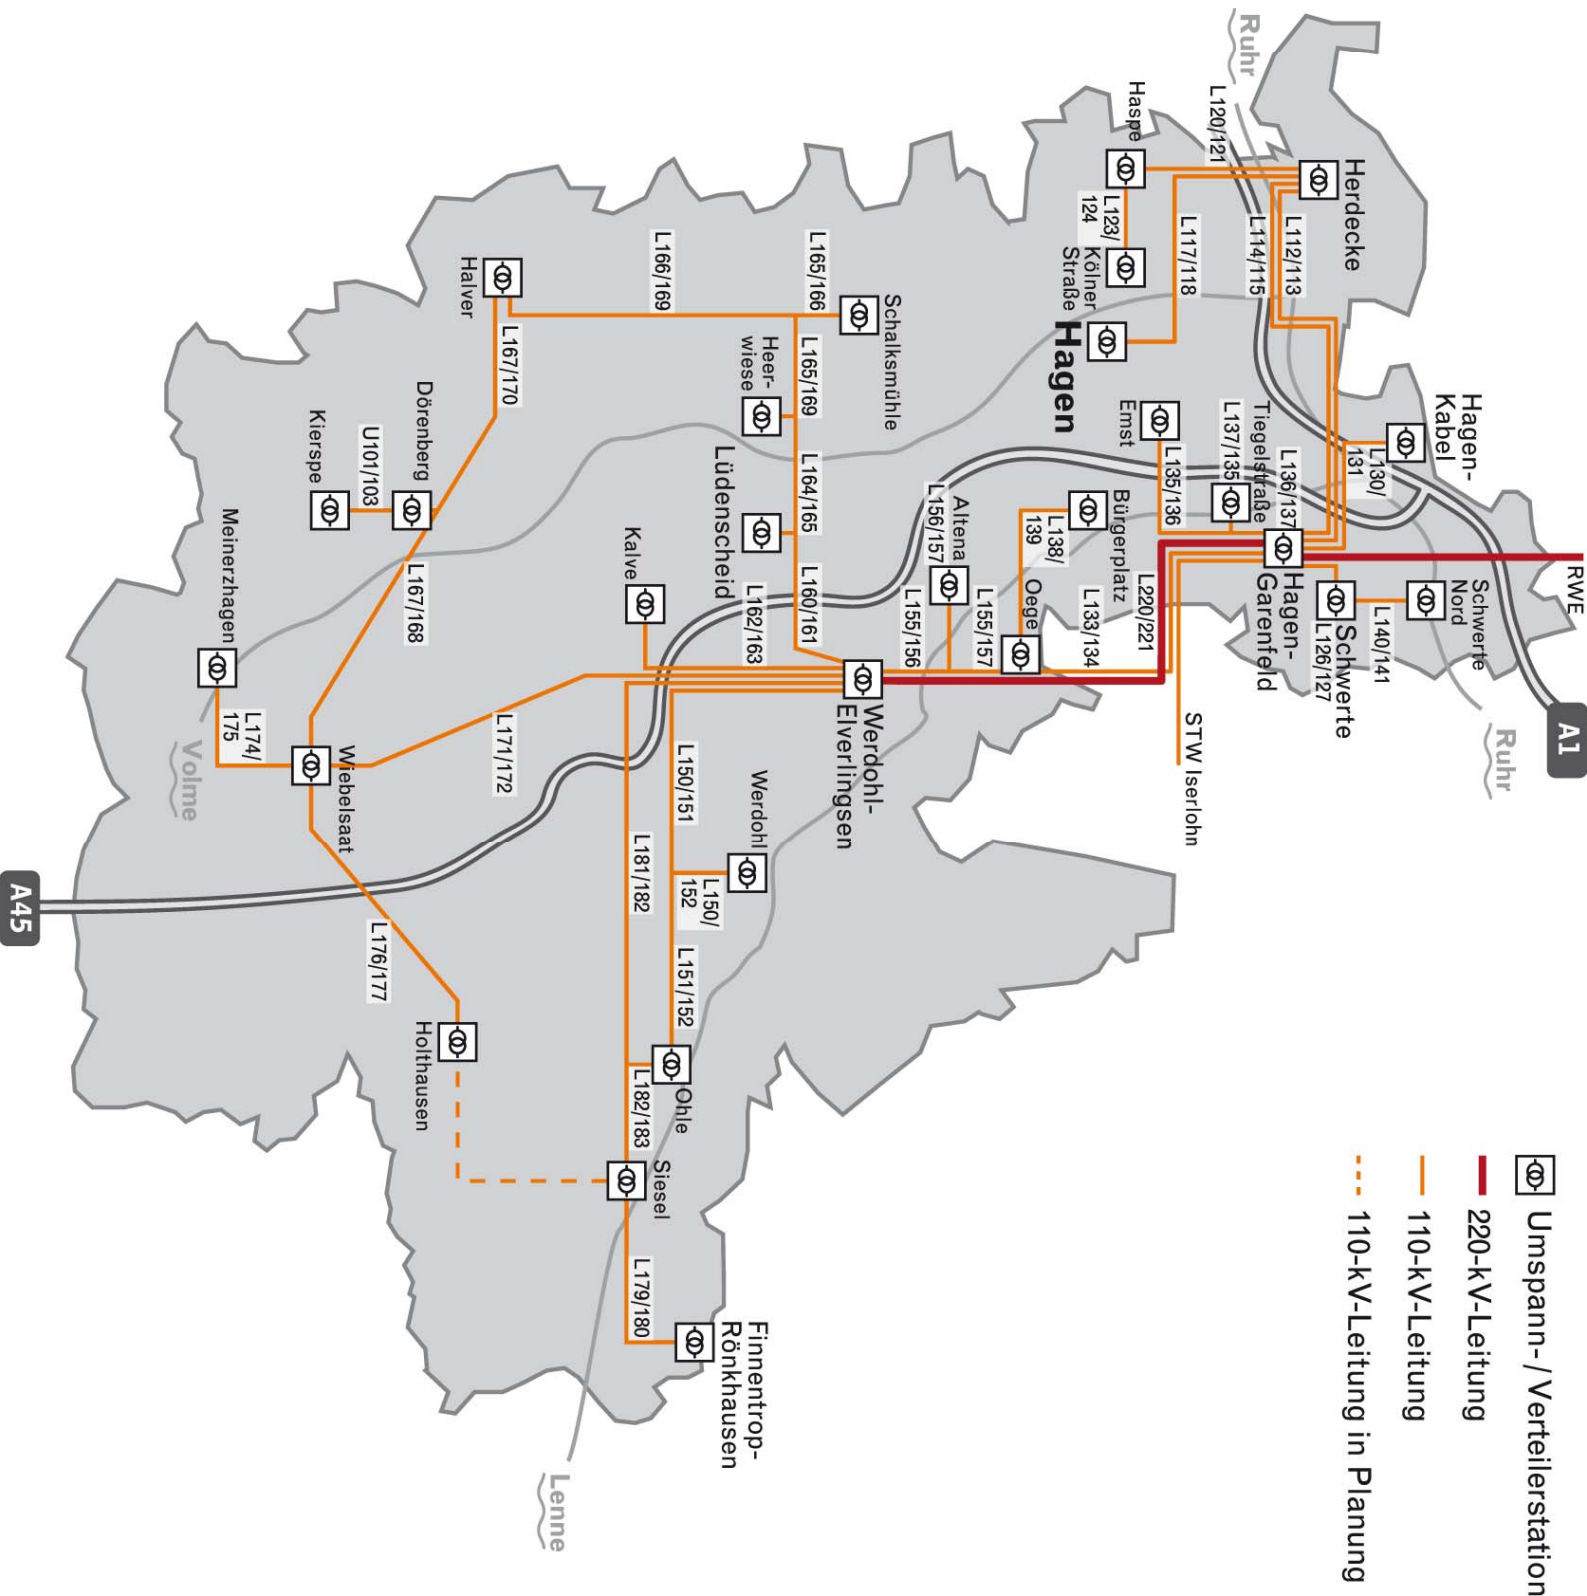 Ruhr
Herdecke
Haspe
L120/121
L123/
124
Kölner
Straße
L117/118
L114/115
L112/113
Hagen
Hagen-
Kabel
L130/
131
Emst
L135/136
Tiegelstraße
L137/135
L136/137
Hagen-
Garenfeld
RWE
Schwerte
Nord
L140/141
Schwerte
L126/127
Ruhr
A1
STW Iserlohn
L220/221
L133/134
Bürgerplatz
L138/
139
Oege
Altena
L156/157
L155/157
L155/156
Schalksmühle
L165/166
L166/169
L165/169
Heer-
wiese
L164/165
Lüdenscheid
L160/161
Kalve
L162/163
Werdohl-
Elverlingsen
Halver
L167/170
Dörenberg
Kierspe
U101/103
L167/168
Meinerzhagen
L174/
175
Volme
Wiebelsaat
L171/172
L176/177
Holthausen
A45
L150/151
Werdohl
L150/
152
L151/152
L181/182
Ohle
L182/183
Siesel
L179/180
Finnentrop-
Rönkhausen
Lenne
Umspann-/Verteilerstation
220-kV-Leitung
110-kV-Leitung
110-kV-Leitung in Planung